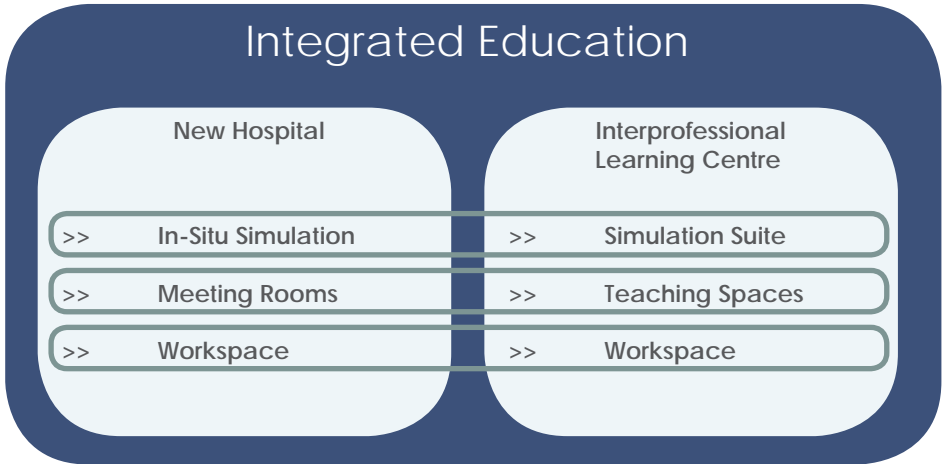 Integrated Education
New Hospital
Interprofessional
Learning Centre
>> In-Situ Simulation >> Simulation Suite
>> Meeting Rooms >> Teaching Spaces
>> Workspace >> Workspace